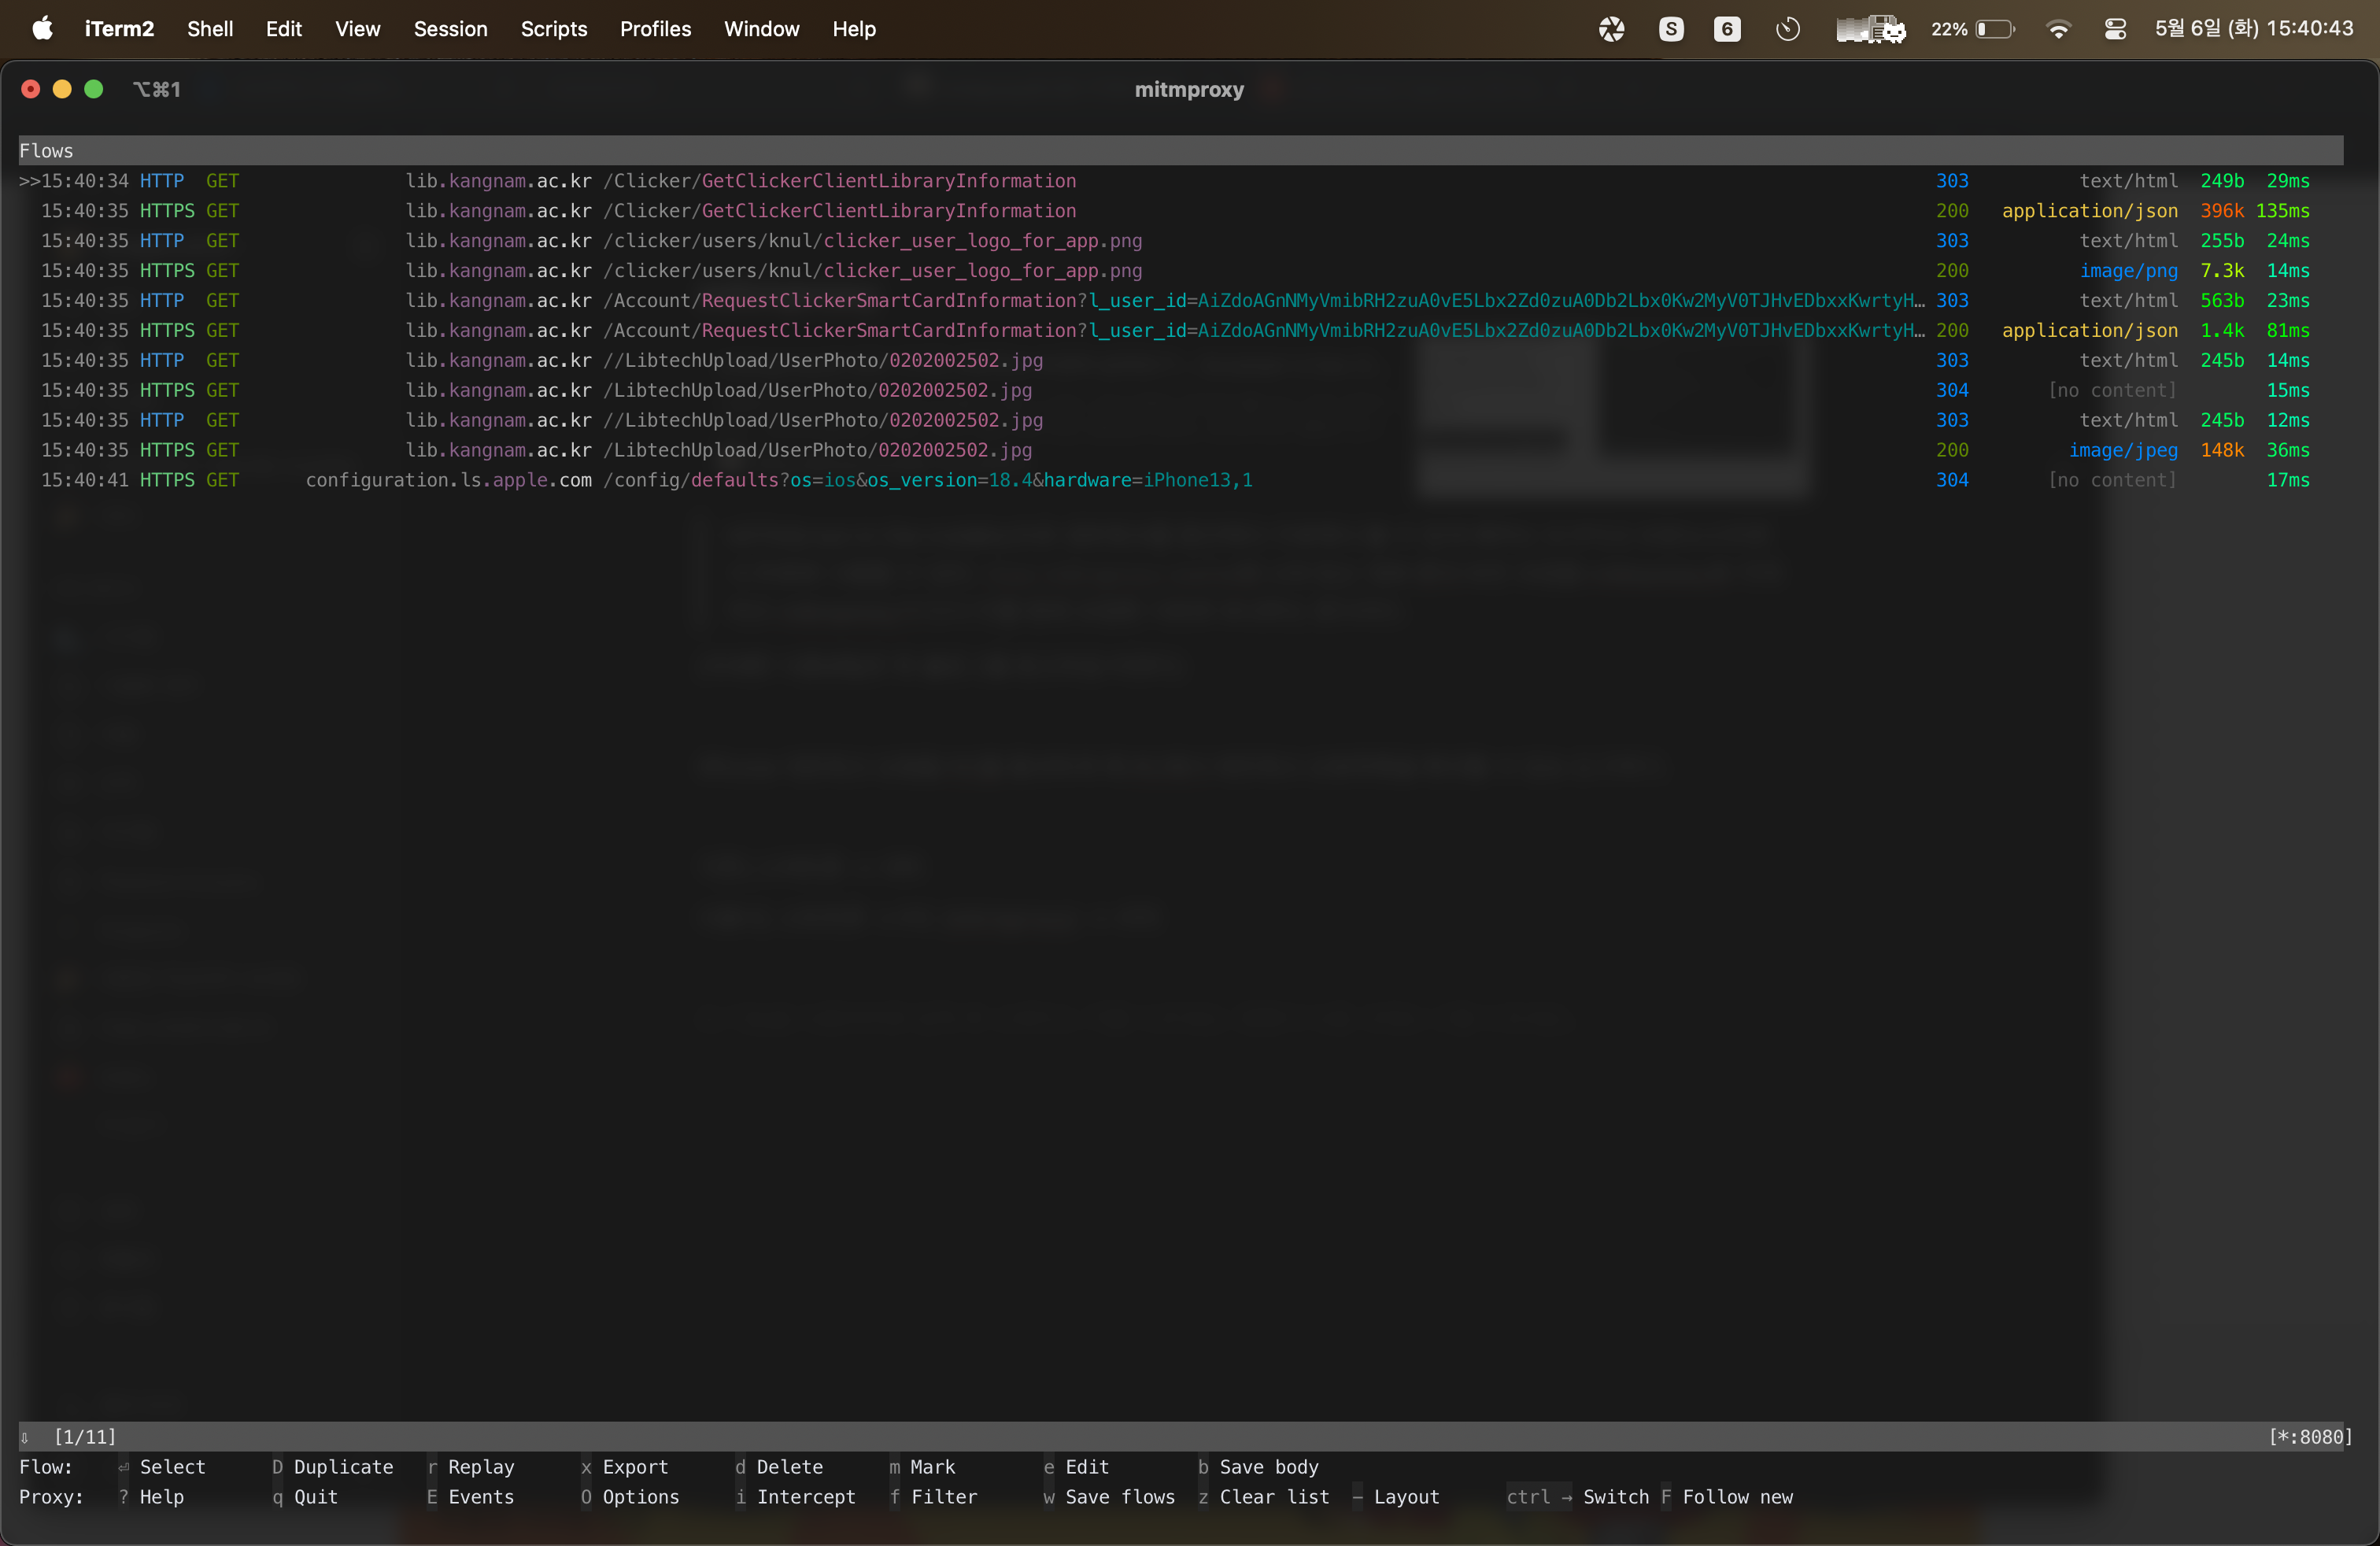 iTerm2 Shell Edit View Session Scripts Profiles Window Help S 6 22% 5월 6일 (화) 15:40:43
⌥⌘1 mitmproxy
Flows
>>15:40:34 HTTP GET lib.kangnam.ac.kr /Clicker/GetClickerClientLibraryInformation 303 text/html 249b 29ms
15:40:35 HTTPS GET lib.kangnam.ac.kr /Clicker/GetClickerClientLibraryInformation 200 application/json 396k 135ms
15:40:35 HTTP GET lib.kangnam.ac.kr /clicker/users/knul/clicker_user_logo_for_app.png 303 text/html 255b 24ms
15:40:35 HTTPS GET lib.kangnam.ac.kr /clicker/users/knul/clicker_user_logo_for_app.png 200 image/png 7.3k 14ms
15:40:35 HTTP GET lib.kangnam.ac.kr /Account/RequestClickerSmartCardInformation?l_user_id=AiZdoAGnNMyVmibRH2zuA0vE5Lbx2Zd0zuA0Db2Lbx0Kw2MyV0TJHvEDbxxKwrtyH… 303 text/html 563b 23ms
15:40:35 HTTPS GET lib.kangnam.ac.kr /Account/RequestClickerSmartCardInformation?l_user_id=AiZdoAGnNMyVmibRH2zuA0vE5Lbx2Zd0zuA0Db2Lbx0Kw2MyV0TJHvEDbxxKwrtyH… 200 application/json 1.4k 81ms
15:40:35 HTTP GET lib.kangnam.ac.kr //LibtechUpload/UserPhoto/0202002502.jpg 303 text/html 245b 14ms
15:40:35 HTTPS GET lib.kangnam.ac.kr /LibtechUpload/UserPhoto/0202002502.jpg 304 [no content] 15ms
15:40:35 HTTP GET lib.kangnam.ac.kr //LibtechUpload/UserPhoto/0202002502.jpg 303 text/html 245b 12ms
15:40:35 HTTPS GET lib.kangnam.ac.kr /LibtechUpload/UserPhoto/0202002502.jpg 200 image/jpeg 148k 36ms
15:40:41 HTTPS GET configuration.ls.apple.com /config/defaults?os=ios&os_version=18.4&hardware=iPhone13,1 304 [no content] 17ms
⇩ [1/11] [*:8080]
Flow: ⏎ Select D Duplicate r Replay x Export d Delete m Mark e Edit b Save body
Proxy: ? Help q Quit E Events O Options i Intercept f Filter w Save flows z Clear list - Layout ctrl → Switch F Follow new